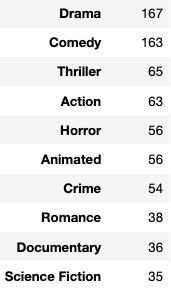 Drama 167
Comedy 163
Thriller 65
Action 63
Horror 56
Animated 56
Crime 54
Romance 38
Documentary 36
Science Fiction 35